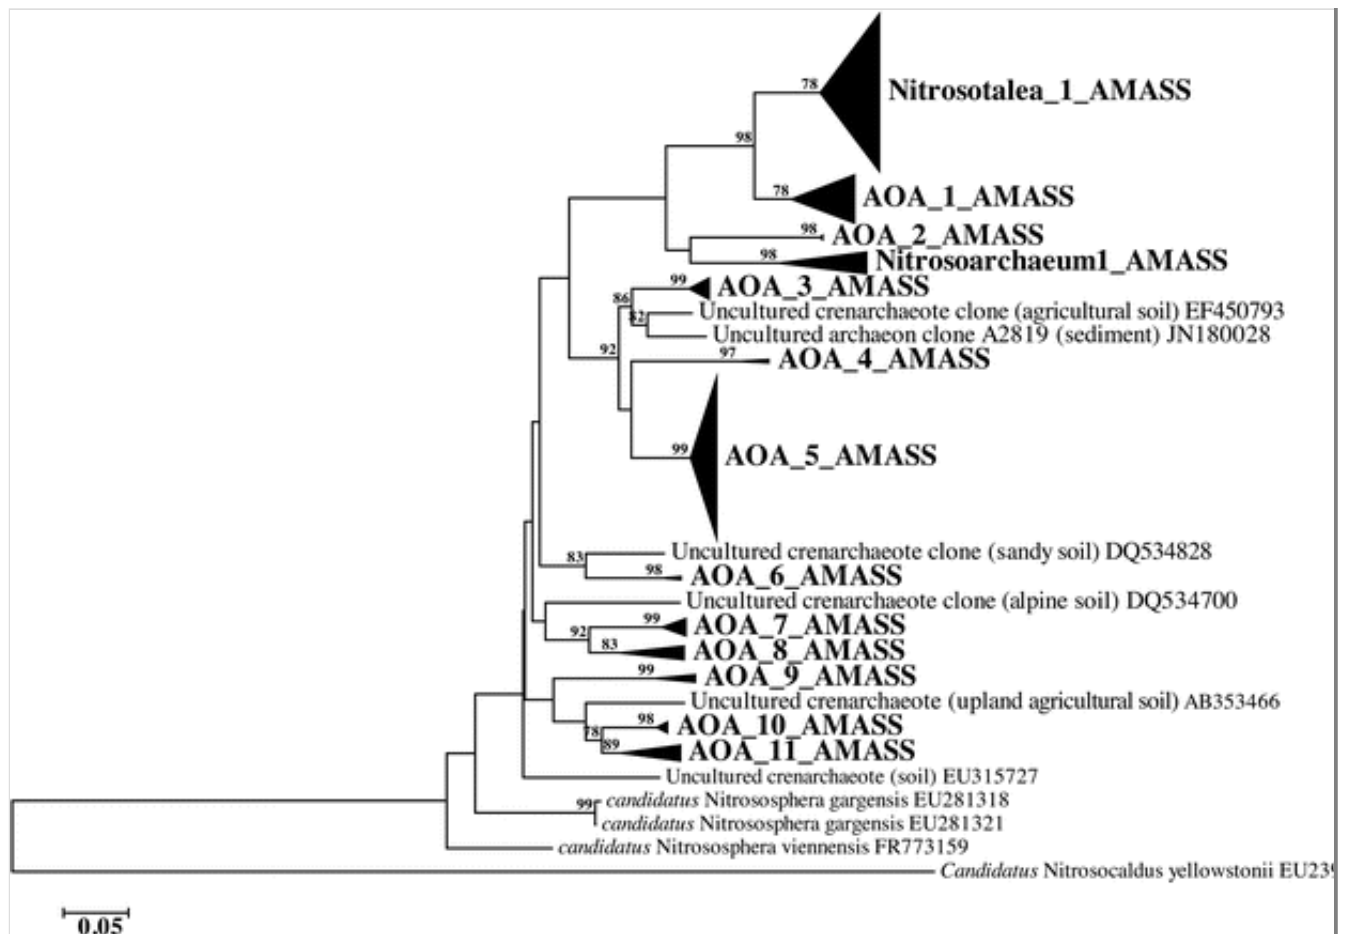 78
Nitrosotalea_1_AMASS
98
78
AOA_1_AMASS
98
AOA_2_AMASS
98
Nitrosoarchaeum1_AMASS
99
AOA_3_AMASS
86
82
Uncultured crenarchaeote clone (agricultural soil) EF450793
Uncultured archaeon clone A2819 (sediment) JN180028
92
97
AOA_4_AMASS
99
AOA_5_AMASS
Uncultured crenarchaeote clone (sandy soil) DQ534828
83
98
AOA_6_AMASS
Uncultured crenarchaeote clone (alpine soil) DQ534700
99
AOA_7_AMASS
92
83
AOA_8_AMASS
99
AOA_9_AMASS
Uncultured crenarchaeote (upland agricultural soil) AB353466
98
AOA_10_AMASS
78
89
AOA_11_AMASS
Uncultured crenarchaeote (soil) EU315727
99
candidatus Nitrososphera gargensis EU281318
candidatus Nitrososphera gargensis EU281321
candidatus Nitrososphera viennensis FR773159
Candidatus Nitrosocaldus yellowstonii EU239
0.05